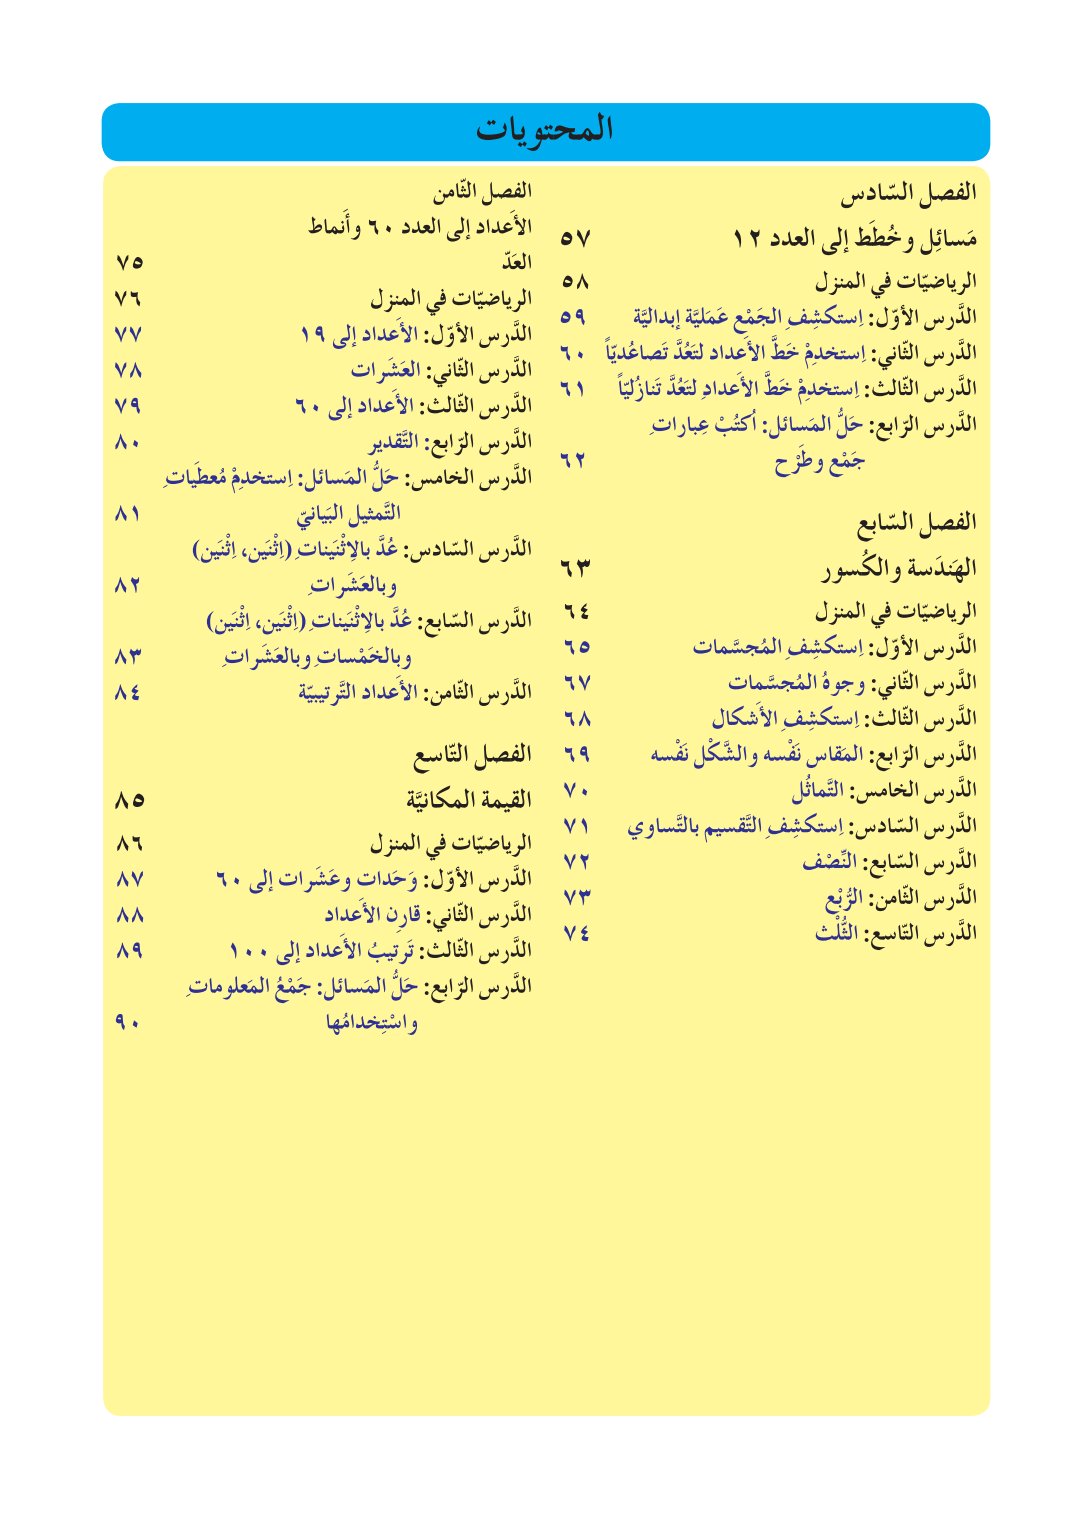 المحتويات
الفصل السّادس
مَسائِل وخُطَط إلى العدد ١٢ ٥٧
الرياضيّات في المنزل ٥٨
الدَّرس الأوّل: اِستكشِفِ الجَمْع عَمَليَّة إبداليَّة ٥٩
الدَّرس الثّاني: اِستخدِمْ خَطَّ الأَعداد لتَعُدَّ تَصاعُديّاً ٦٠
الدَّرس الثّالث: اِستخدِمْ خَطَّ الأَعدادِ لتَعُدَّ تَنازُليّاً ٦١
الدَّرس الرّابع: حَلُّ المَسائل: اُكتُبْ عِباراتِ
جَمْع وطَرْح ٦٢
الفصل السّابع
الهَندَسة والكُسور ٦٣
الرياضيّات في المنزل ٦٤
الدَّرس الأوّل: اِستكشِفِ المُجسَّمات ٦٥
الدَّرس الثّاني: وجوهُ المُجسَّمات ٦٧
الدَّرس الثّالث: اِستكشِفِ الأَشكال ٦٨
الدَّرس الرّابع: المَقاس نَفْسه والشَّكْل نَفْسه ٦٩
الدَّرس الخامس: التَّماثُل ٧٠
الدَّرس السّادس: اِستكشِفِ التَّقسيم بالتَّساوي ٧١
الدَّرس السّابع: النِّصْف ٧٢
الدَّرس الثّامن: الرُّبْع ٧٣
الدَّرس التّاسع: الثُّلْث ٧٤
الفصل الثّامن
الأَعداد إلى العدد ٦٠ وأَنماط
العَدّ ٧٥
الرياضيّات في المنزل ٧٦
الدَّرس الأوّل: الأَعداد إلى ١٩ ٧٧
الدَّرس الثّاني: العَشَرات ٧٨
الدَّرس الثّالث: الأَعداد إلى ٦٠ ٧٩
الدَّرس الرّابع: التَّقدير ٨٠
الدَّرس الخامس: حَلُّ المَسائل: اِستخدِمْ مُعطَياتِ
التَّمثيل البَيانيّ ٨١
الدَّرس السّادس: عُدَّ بالاِثْنَيناتِ (اِثْنَين، اِثْنَين)
وبالعَشَراتِ ٨٢
الدَّرس السّابع: عُدَّ بالاِثْنَيناتِ (اِثْنَين، اِثْنَين)
وبِالخَمْساتِ وبالعَشَراتِ ٨٣
الدَّرس الثّامن: الأَعداد التَّرتيبيّة ٨٤
الفصل التّاسع
القيمة المكانيَّة ٨٥
الرياضيّات في المنزل ٨٦
الدَّرس الأوّل: وَحَدات وعَشَرات إلى ٦٠ ٨٧
الدَّرس الثّاني: قارِن الأَعداد ٨٨
الدَّرس الثّالث: تَرتيبُ الأَعداد إلى ١٠٠ ٨٩
الدَّرس الرّابع: حَلُّ المَسائل: جَمْعُ المَعلوماتِ
واسْتِخدامُها ٩٠